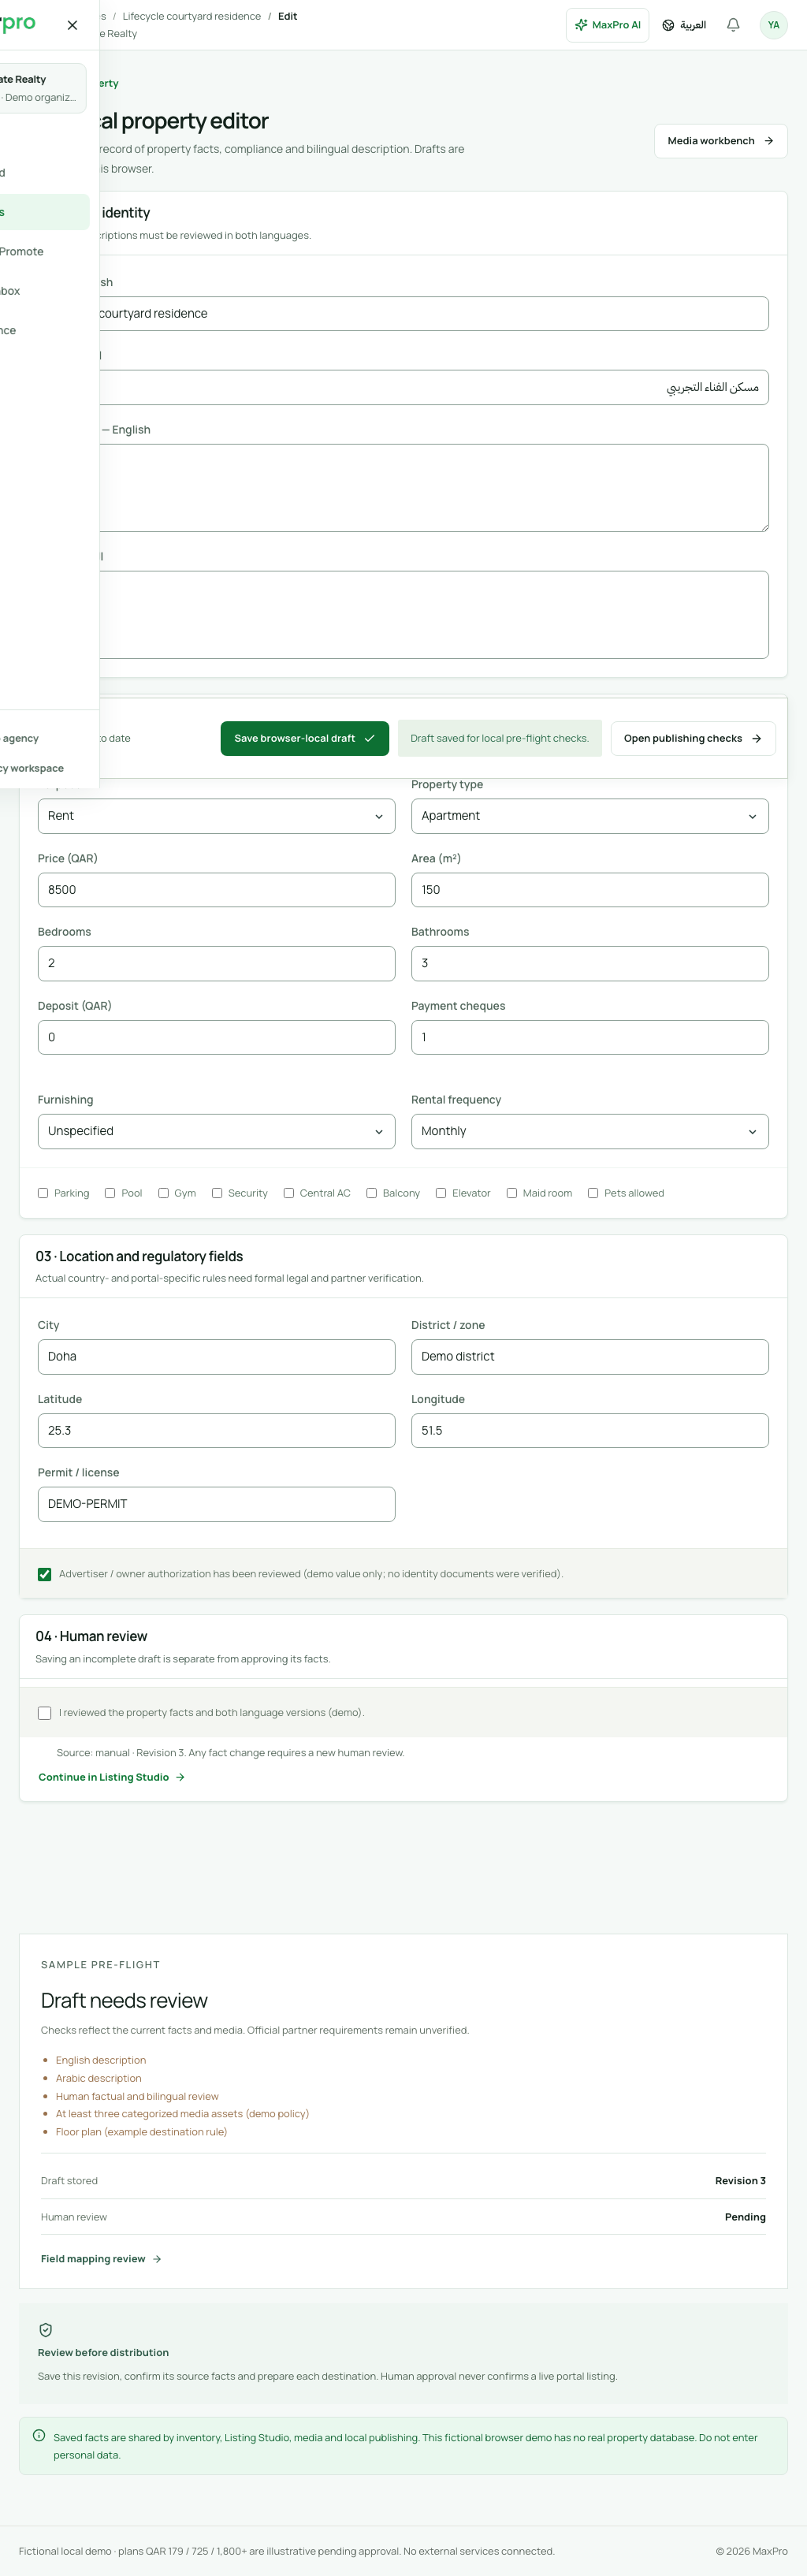 pro
s / Lifecycle courtyard residence / Edit
e Realty
MaxPro AI
العربية
YA
ate Realty
· Demo organiz...
d
s
Promote
box
nce
agency
cy workspace
erty
cal property editor
record of property facts, compliance and bilingual description. Drafts are
is browser.
Media workbench
identity
criptions must be reviewed in both languages.
sh
courtyard residence
مسكن الفناء التجريبي
— English
to date
Save browser-local draft
Draft saved for local pre-flight checks.
Open publishing checks
Property type
Rent
Apartment
Price (QAR)
Area (m²)
8500
150
Bedrooms
Bathrooms
2
3
Deposit (QAR)
Payment cheques
0
1
Furnishing
Rental frequency
Unspecified
Monthly
Parking
Pool
Gym
Security
Central AC
Balcony
Elevator
Maid room
Pets allowed
03 · Location and regulatory fields
Actual country- and portal-specific rules need formal legal and partner verification.
City
District / zone
Doha
Demo district
Latitude
Longitude
25.3
51.5
Permit / license
DEMO-PERMIT
Advertiser / owner authorization has been reviewed (demo value only; no identity documents were verified).
04 · Human review
Saving an incomplete draft is separate from approving its facts.
I reviewed the property facts and both language versions (demo).
Source: manual · Revision 3. Any fact change requires a new human review.
Continue in Listing Studio
SAMPLE PRE-FLIGHT
Draft needs review
Checks reflect the current facts and media. Official partner requirements remain unverified.
English description
Arabic description
Human factual and bilingual review
At least three categorized media assets (demo policy)
Floor plan (example destination rule)
Draft stored
Revision 3
Human review
Pending
Field mapping review
Review before distribution
Save this revision, confirm its source facts and prepare each destination. Human approval never confirms a live portal listing.
Saved facts are shared by inventory, Listing Studio, media and local publishing. This fictional browser demo has no real property database. Do not enter
personal data.
Fictional local demo · plans QAR 179 / 725 / 1,800+ are illustrative pending approval. No external services connected.
© 2026 MaxPro